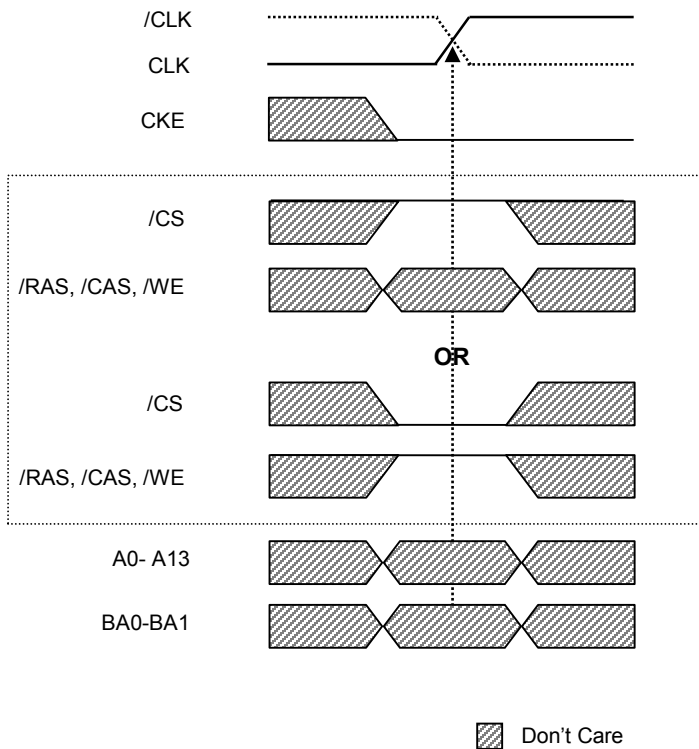 /CLK
CLK
CKE
/CS
/RAS, /CAS, /WE
OR
/CS
/RAS, /CAS, /WE
A0- A13
BA0-BA1
Don't Care